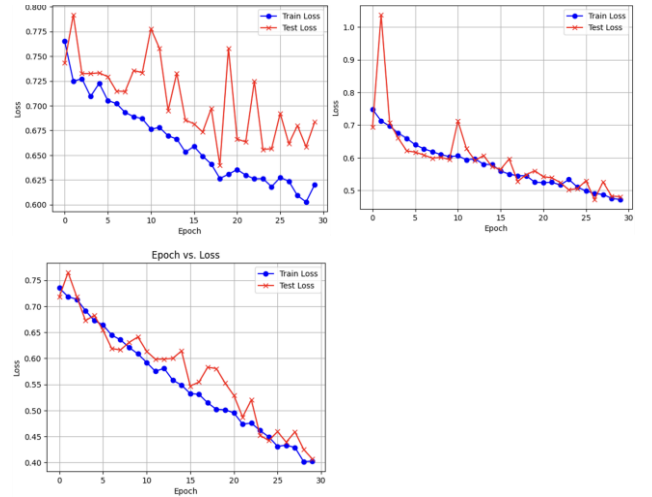 0.800
0.775
0.750
0.725
0.700
0.675
0.650
0.625
0.600
Loss
Train Loss
Test Loss
0 5 10 15 20 25 30
Epoch
1.0
0.9
0.8
0.7
0.6
0.5
Loss
Train Loss
Test Loss
0 5 10 15 20 25 30
Epoch
Epoch vs. Loss
0.75
0.70
0.65
0.60
0.55
0.50
0.45
0.40
Loss
Train Loss
Test Loss
0 5 10 15 20 25 30
Epoch